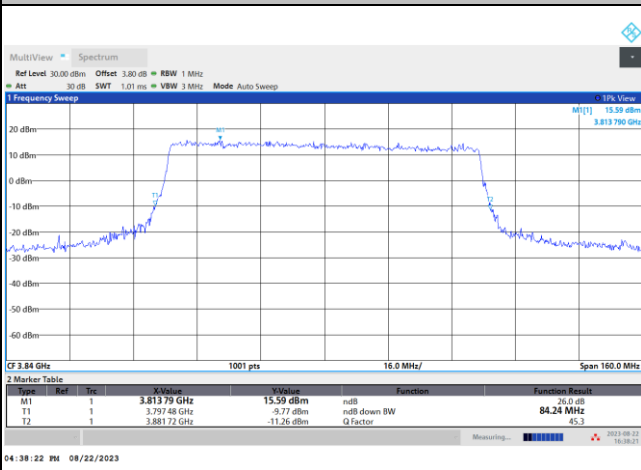 MultiView Spectrum
Ref Level 30.00 dBm Offset 3.80 dB RBW 1 MHz
Att 30 dB SWT 1.01 ms VBW 3 MHz Mode Auto Sweep
1 Frequency Sweep 1Pk View
M1[1] 15.59 dBm
3.813 790 GHz
20 dBm
M1
10 dBm
0 dBm
T1
-10 dBm
T2
-20 dBm
-30 dBm
-40 dBm
-50 dBm
-60 dBm
CF 3.84 GHz 1001 pts 16.0 MHz/ Span 160.0 MHz
2 Marker Table
Type Ref Trc X-Value Y-Value Function Function Result
M1 1 3.813 79 GHz 15.59 dBm ndB 26.0 dB
T1 1 3.797 48 GHz -9.77 dBm ndB down BW 84.24 MHz
T2 1 3.881 72 GHz -11.26 dBm Q Factor 45.3
Measuring... 2023-08-22
16:38:21
04:38:22 PM 08/22/2023